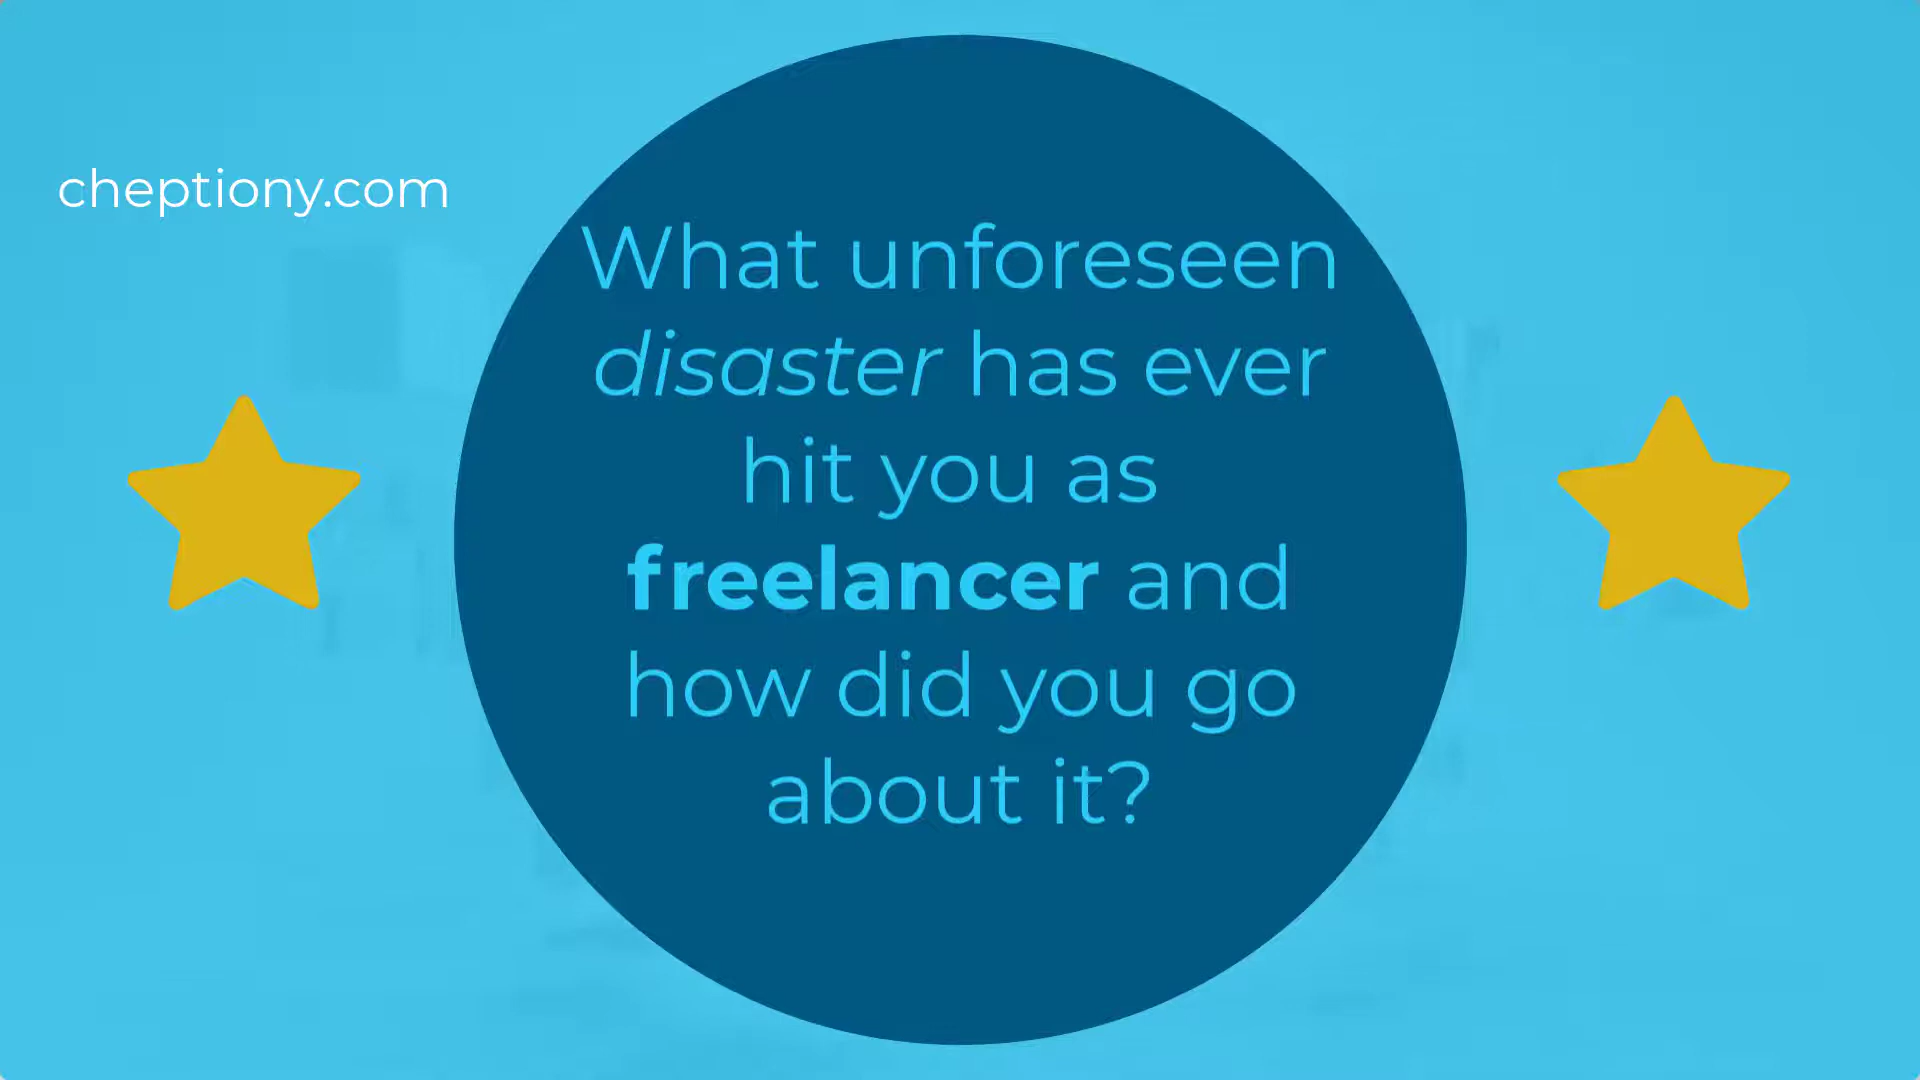 cheptiony.com
What unforeseen
disaster has ever
hit you as
freelancer and
how did you go
about it?